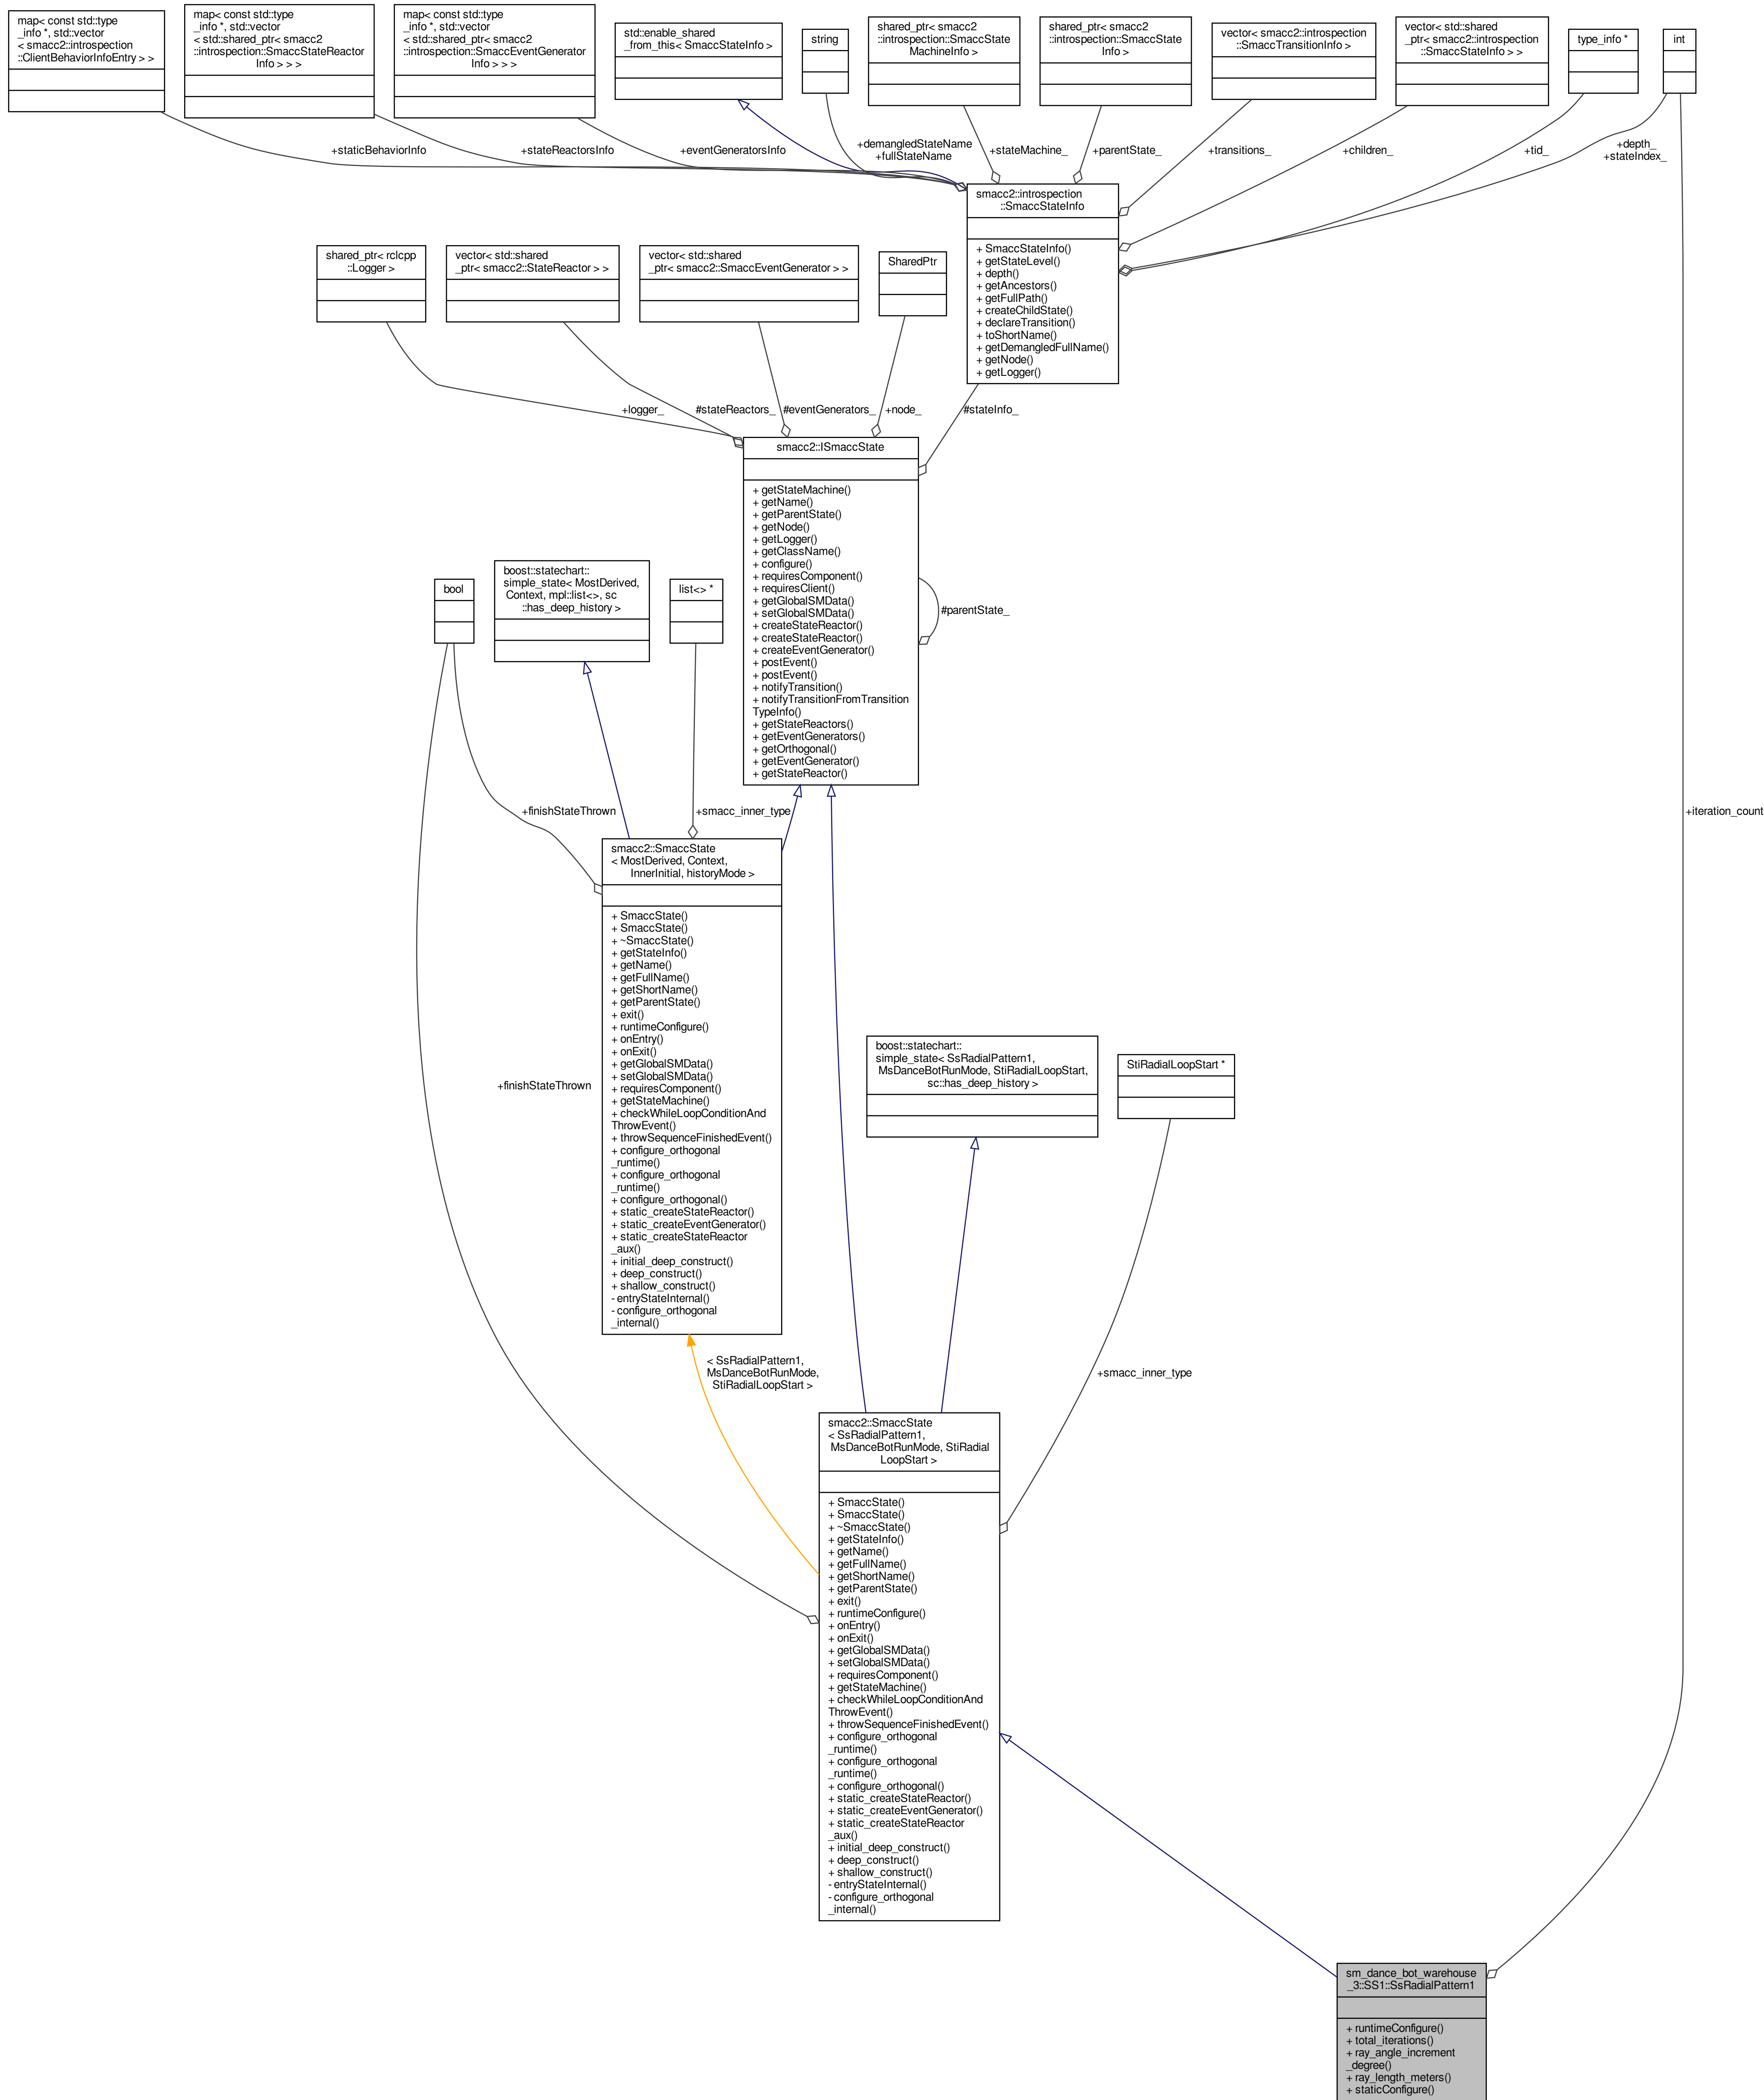 map< const std::type
_info *, std::vector
< smacc2::introspection
::ClientBehaviorInfoEntry > >
map< const std::type
_info *, std::vector
< std::shared_ptr< smacc2
::introspection::SmaccStateReactor
Info > > >
map< const std::type
_info *, std::vector
< std::shared_ptr< smacc2
::introspection::SmaccEventGenerator
Info > > >
std::enable_shared
_from_this< SmaccStateInfo >
string
shared_ptr< smacc2
::introspection::SmaccState
MachineInfo >
shared_ptr< smacc2
::introspection::SmaccState
Info >
vector< smacc2::introspection
::SmaccTransitionInfo >
vector< std::shared
_ptr< smacc2::introspection
::SmaccStateInfo > >
type_info *
int
+staticBehaviorInfo
+stateReactorsInfo
+eventGeneratorsInfo
+demangledStateName
+fullStateName
+stateMachine_
+parentState_
+transitions_
+children_
+tid_
+depth_
+stateIndex_
smacc2::introspection
::SmaccStateInfo
+ SmaccStateInfo()
+ getStateLevel()
+ depth()
+ getAncestors()
+ getFullPath()
+ createChildState()
+ declareTransition()
+ toShortName()
+ getDemangledFullName()
+ getNode()
+ getLogger()
shared_ptr< rclcpp
::Logger >
vector< std::shared
_ptr< smacc2::StateReactor > >
vector< std::shared
_ptr< smacc2::SmaccEventGenerator > >
SharedPtr
+logger_
#stateReactors_
#eventGenerators_
+node_
#stateInfo_
smacc2::ISmaccState
+ getStateMachine()
+ getName()
+ getParentState()
+ getNode()
+ getLogger()
+ getClassName()
+ configure()
+ requiresComponent()
+ requiresClient()
+ getGlobalSMData()
+ setGlobalSMData()
+ createStateReactor()
+ createStateReactor()
+ createEventGenerator()
+ postEvent()
+ postEvent()
+ notifyTransition()
+ notifyTransitionFromTransition
TypeInfo()
+ getStateReactors()
+ getEventGenerators()
+ getOrthogonal()
+ getEventGenerator()
+ getStateReactor()
#parentState_
bool
boost::statechart::
simple_state< MostDerived,
Context, mpl::list<>, sc
::has_deep_history >
list<> *
+finishStateThrown
+smacc_inner_type
+iteration_count
smacc2::SmaccState
< MostDerived, Context,
InnerInitial, historyMode >
+ SmaccState()
+ SmaccState()
+ ~SmaccState()
+ getStateInfo()
+ getName()
+ getFullName()
+ getShortName()
+ getParentState()
+ exit()
+ runtimeConfigure()
+ onEntry()
+ onExit()
+ getGlobalSMData()
+ setGlobalSMData()
+ requiresComponent()
+ getStateMachine()
+ checkWhileLoopConditionAnd
ThrowEvent()
+ throwSequenceFinishedEvent()
+ configure_orthogonal
_runtime()
+ configure_orthogonal
_runtime()
+ configure_orthogonal()
+ static_createStateReactor()
+ static_createEventGenerator()
+ static_createStateReactor
_aux()
+ initial_deep_construct()
+ deep_construct()
+ shallow_construct()
- entryStateInternal()
- configure_orthogonal
_internal()
+finishStateThrown
boost::statechart::
simple_state< SsRadialPattern1,
MsDanceBotRunMode, StiRadialLoopStart,
sc::has_deep_history >
StiRadialLoopStart *
< SsRadialPattern1,
MsDanceBotRunMode,
StiRadialLoopStart >
+smacc_inner_type
smacc2::SmaccState
< SsRadialPattern1,
MsDanceBotRunMode, StiRadial
LoopStart >
+ SmaccState()
+ SmaccState()
+ ~SmaccState()
+ getStateInfo()
+ getName()
+ getFullName()
+ getShortName()
+ getParentState()
+ exit()
+ runtimeConfigure()
+ onEntry()
+ onExit()
+ getGlobalSMData()
+ setGlobalSMData()
+ requiresComponent()
+ getStateMachine()
+ checkWhileLoopConditionAnd
ThrowEvent()
+ throwSequenceFinishedEvent()
+ configure_orthogonal
_runtime()
+ configure_orthogonal
_runtime()
+ configure_orthogonal()
+ static_createStateReactor()
+ static_createEventGenerator()
+ static_createStateReactor
_aux()
+ initial_deep_construct()
+ deep_construct()
+ shallow_construct()
- entryStateInternal()
- configure_orthogonal
_internal()
sm_dance_bot_warehouse
_3::SS1::SsRadialPattern1
+ runtimeConfigure()
+ total_iterations()
+ ray_angle_increment
_degree()
+ ray_length_meters()
+ staticConfigure()